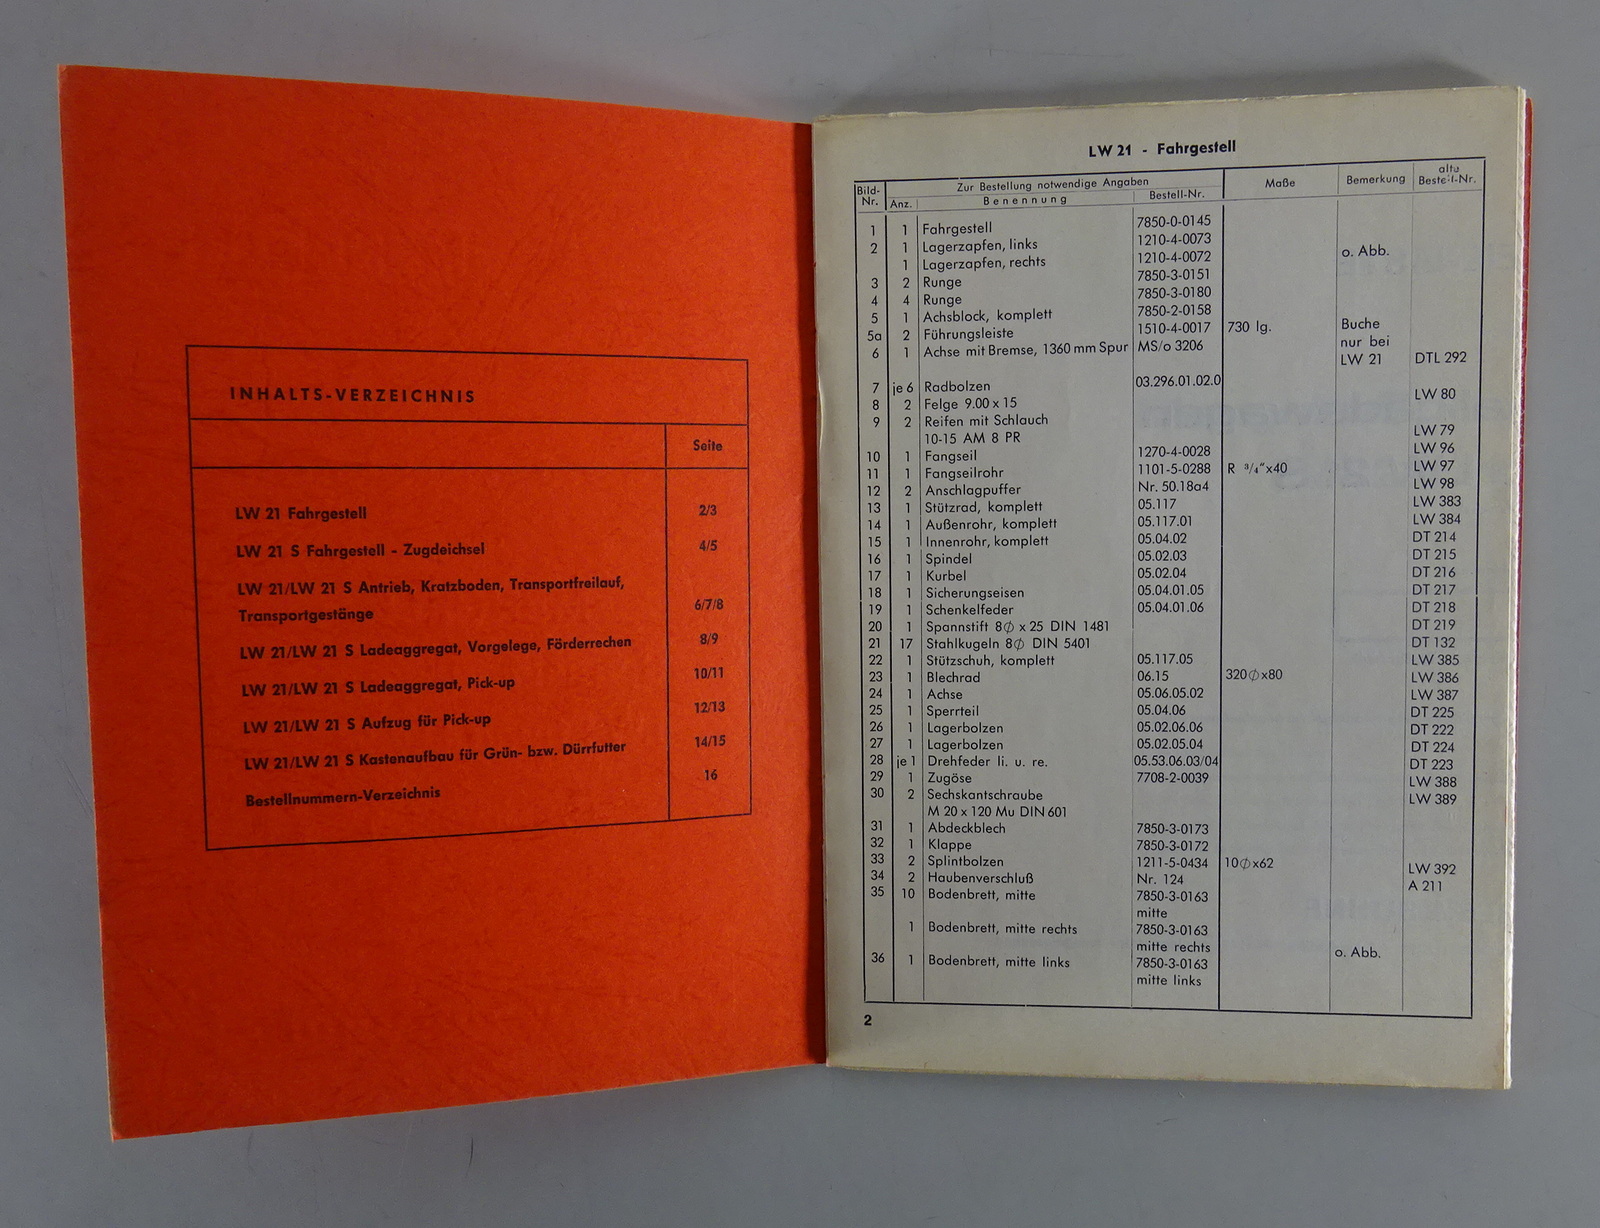 INHALTS-VERZEICHNIS
Seite
LW 21 Fahrgestell 2/3
LW 21 S Fahrgestell - Zugdeichsel 4/5
LW 21/LW 21 S Antrieb, Kratzboden, Transportfreilauf,
Transportgestänge 6/7/8
LW 21/LW 21 S Ladeaggregat, Vorgelege, Förderrechen 8/9
LW 21/LW 21 S Ladeaggregat, Pick-up 10/11
LW 21/LW 21 S Aufzug für Pick-up 12/13
LW 21/LW 21 S Kastenaufbau für Grün- bzw. Dürrfutter 14/15
Bestellnummern-Verzeichnis 16
LW 21 - Fahrgestell
Bild-Nr. Zur Bestellung notwendige Angaben Maße Bemerkung alte Bestell-Nr.
Anz. Benennung Bestell-Nr.
1 1 Fahrgestell 7850-0-0145
2 1 Lagerzapfen, links 1210-4-0073
1 Lagerzapfen, rechts 1210-4-0072 o. Abb.
3 2 Runge 7850-3-0151
4 4 Runge 7850-3-0180
5 1 Achsblock, komplett 7850-2-0158
5a 2 Führungsleiste 1510-4-0017 730 lg. Buche
6 1 Achse mit Bremse, 1360 mm Spur MS/o 3206 nur bei
LW 21 DTL 292
7 je 6 Radbolzen 03.296.01.02.0
8 2 Felge 9.00 x 15 LW 80
9 2 Reifen mit Schlauch
10-15 AM 8 PR LW 79
10 1 Fangseil 1270-4-0028 LW 96
11 1 Fangseilrohr 1101-5-0288 R 3/4"x40 LW 97
12 2 Anschlagpuffer Nr. 50.18a4 LW 98
13 1 Stützrad, komplett 05.117 LW 383
14 1 Außenrohr, komplett 05.117.01 LW 384
15 1 Innenrohr, komplett 05.04.02 DT 214
16 1 Spindel 05.02.03 DT 215
17 1 Kurbel 05.02.04 DT 216
18 1 Sicherungseisen 05.04.01.05 DT 217
19 1 Schenkelfeder 05.04.01.06 DT 218
20 1 Spannstift 8∅ x 25 DIN 1481 DT 219
21 17 Stahlkugeln 8∅ DIN 5401 DT 132
22 1 Stützschuh, komplett 05.117.05 LW 385
23 1 Blechrad 06.15 320∅x80 LW 386
24 1 Achse 05.06.05.02 LW 387
25 1 Sperrteil 05.04.06 DT 225
26 1 Lagerbolzen 05.02.06.06 DT 222
27 1 Lagerbolzen 05.02.05.04 DT 224
28 je 1 Drehfeder li. u. re. 05.53.06.03/04 DT 223
29 1 Zugöse 7708-2-0039 LW 388
30 2 Sechskantschraube LW 389
M 20 x 120 Mu DIN 601
31 1 Abdeckblech 7850-3-0173
32 1 Klappe 7850-3-0172
33 2 Splintbolzen 1211-5-0434 10∅x62 LW 392
34 2 Haubenverschluß Nr. 124 A 211
35 10 Bodenbrett, mitte 7850-3-0163
mitte
1 Bodenbrett, mitte rechts 7850-3-0163
mitte rechts o. Abb.
36 1 Bodenbrett, mitte links 7850-3-0163
mitte links
2